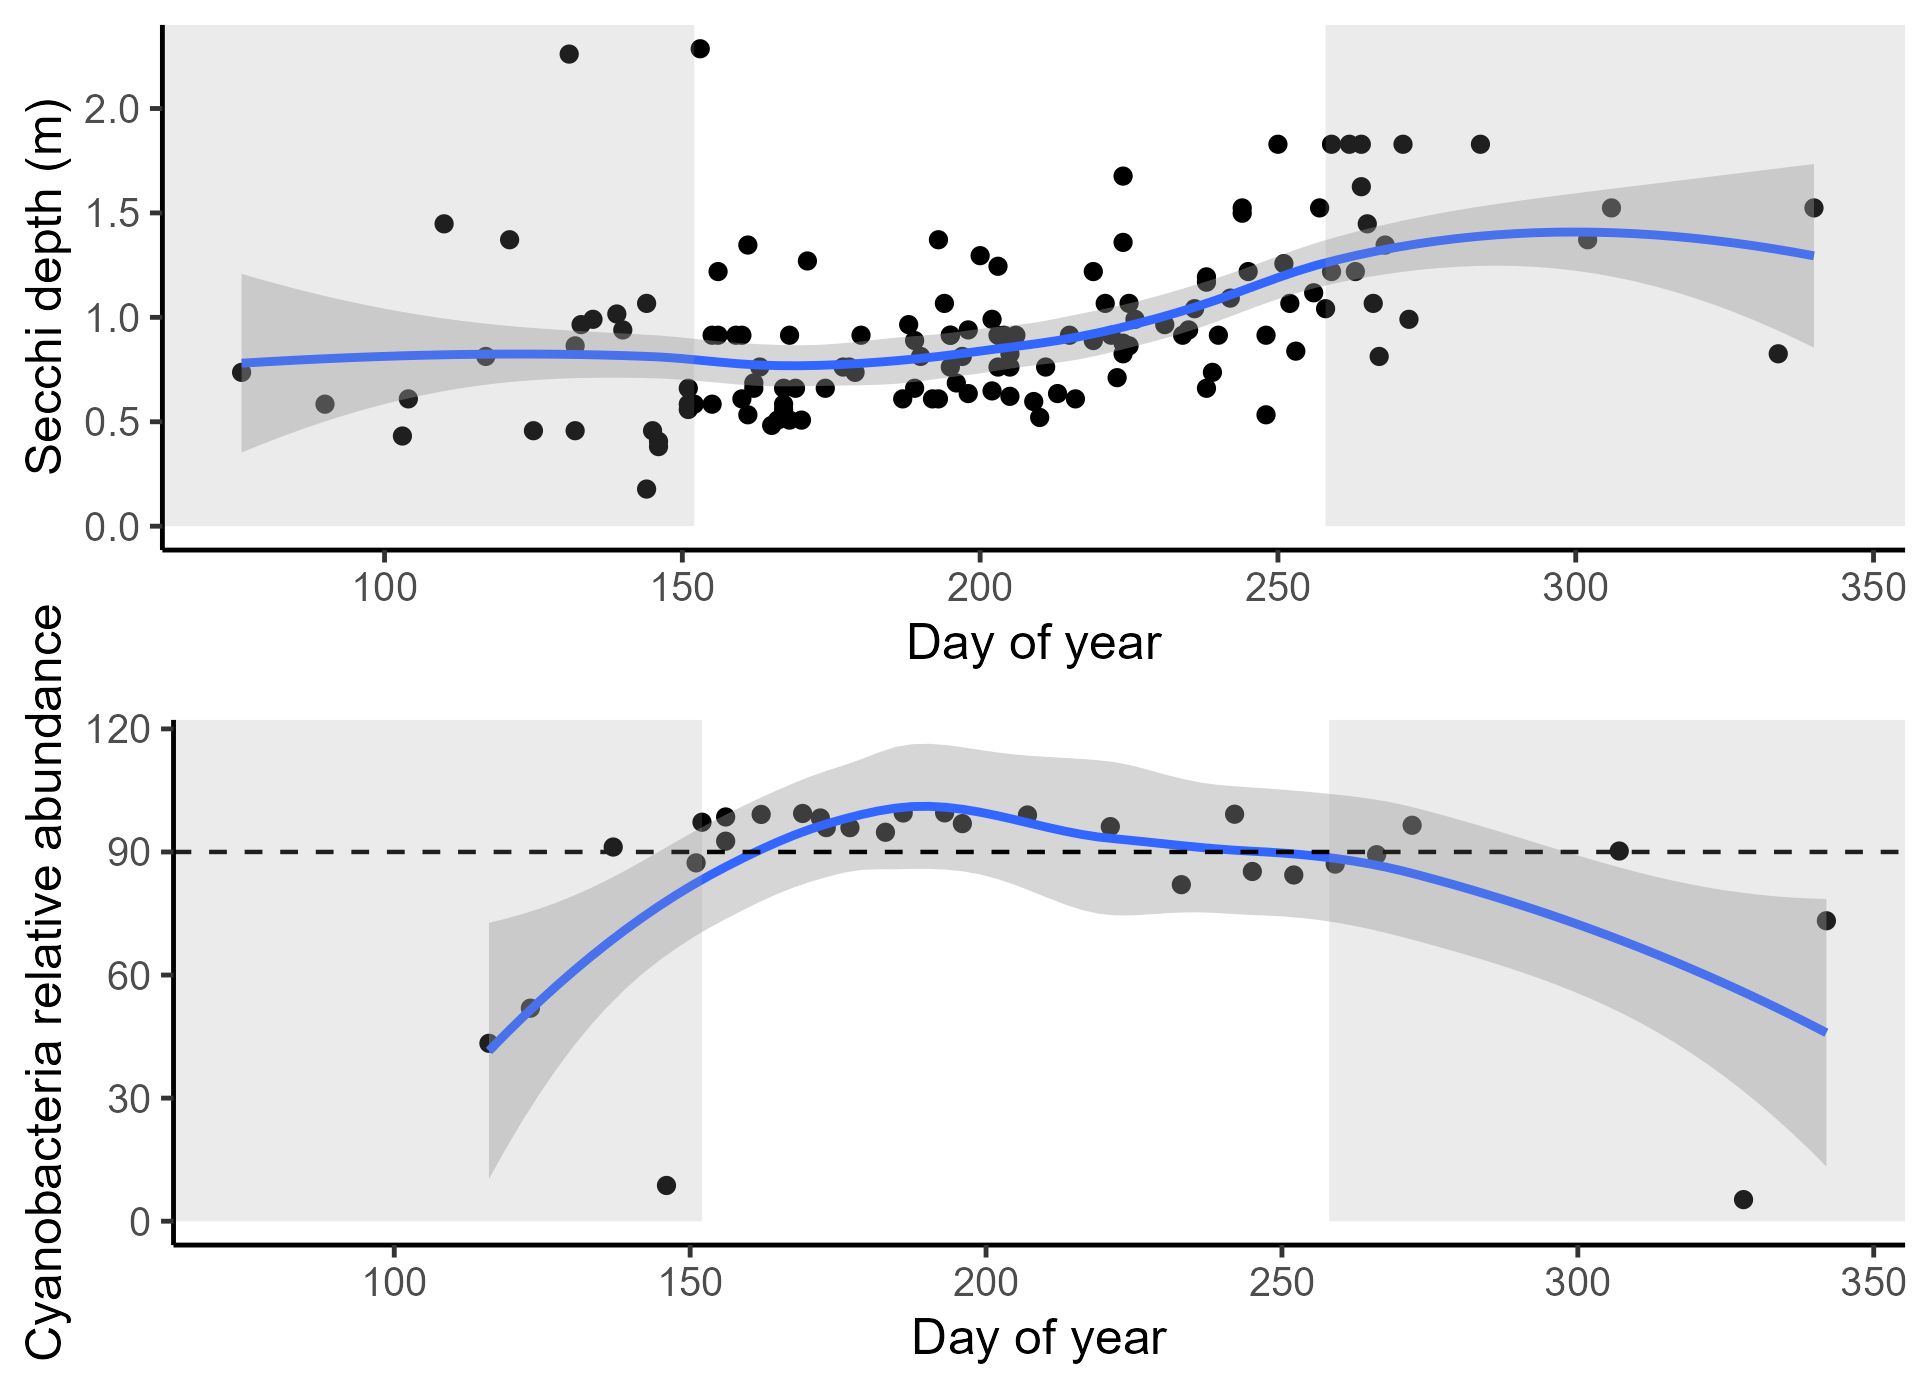 Secchi depth (m)
2.0
1.5
1.0
0.5
0.0
100 150 200 250 300 350
Day of year
Cyanobacteria relative abundance
120
90
60
30
0
100 150 200 250 300 350
Day of year